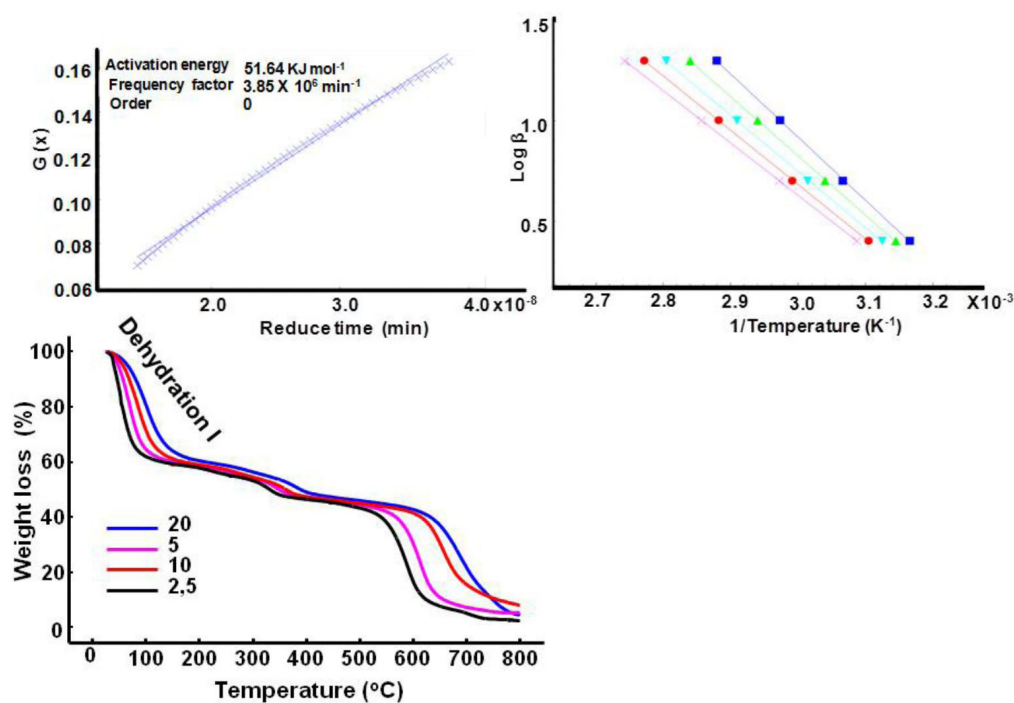 0.16
0.14
0.12
0.10
0.08
0.06
G (x)
Activation energy 51.64 KJ mol⁻¹
Frequency factor 3.85 X 10⁶ min⁻¹
Order 0
2.0 3.0 4.0 x10⁻⁸
Reduce time (min)
1.5
1.0
0.5
Log β
2.7 2.8 2.9 3.0 3.1 3.2 X10⁻³
1/Temperature (K⁻¹)
Dehydration I
100
80
60
40
20
0
Weight loss (%)
20
5
10
2,5
0 100 200 300 400 500 600 700 800
Temperature (ºC)